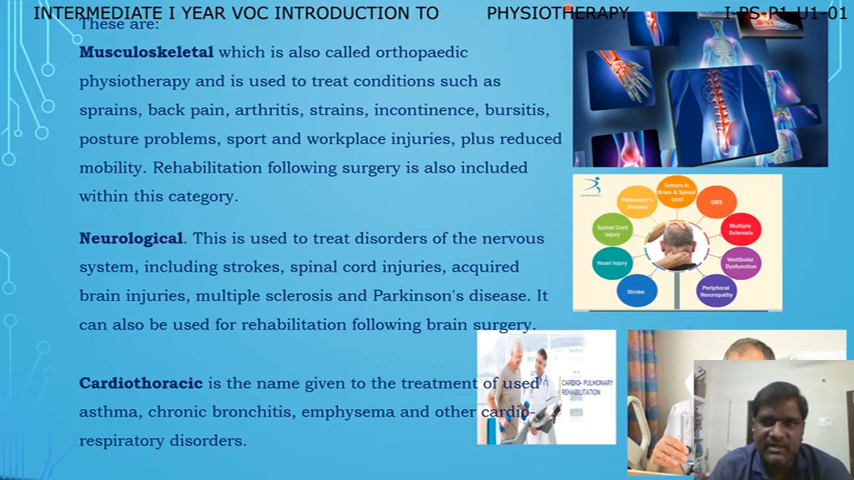 INTERMEDIATE I YEAR VOC INTRODUCTION TO PHYSIOTHERAPY I-PS-P1-U1-01
These are:
Musculoskeletal which is also called orthopaedic
physiotherapy and is used to treat conditions such as
sprains, back pain, arthritis, strains, incontinence, bursitis,
posture problems, sport and workplace injuries, plus reduced
mobility. Rehabilitation following surgery is also included
within this category.
Neurological. This is used to treat disorders of the nervous
system, including strokes, spinal cord injuries, acquired
brain injuries, multiple sclerosis and Parkinson's disease. It
can also be used for rehabilitation following brain surgery.
Cardiothoracic is the name given to the treatment of used
asthma, chronic bronchitis, emphysema and other cardio-
respiratory disorders.
Tumors in
Brain & Spinal
cord
GBS
Multiple
Sclerosis
Vestibular
Dysfunction
Peripheral
Neuropathy
Stroke
Head Injury
Spinal Cord
Injury
Parkinson's
Disease
CARDIO- PULMONARY
REHABILITATION